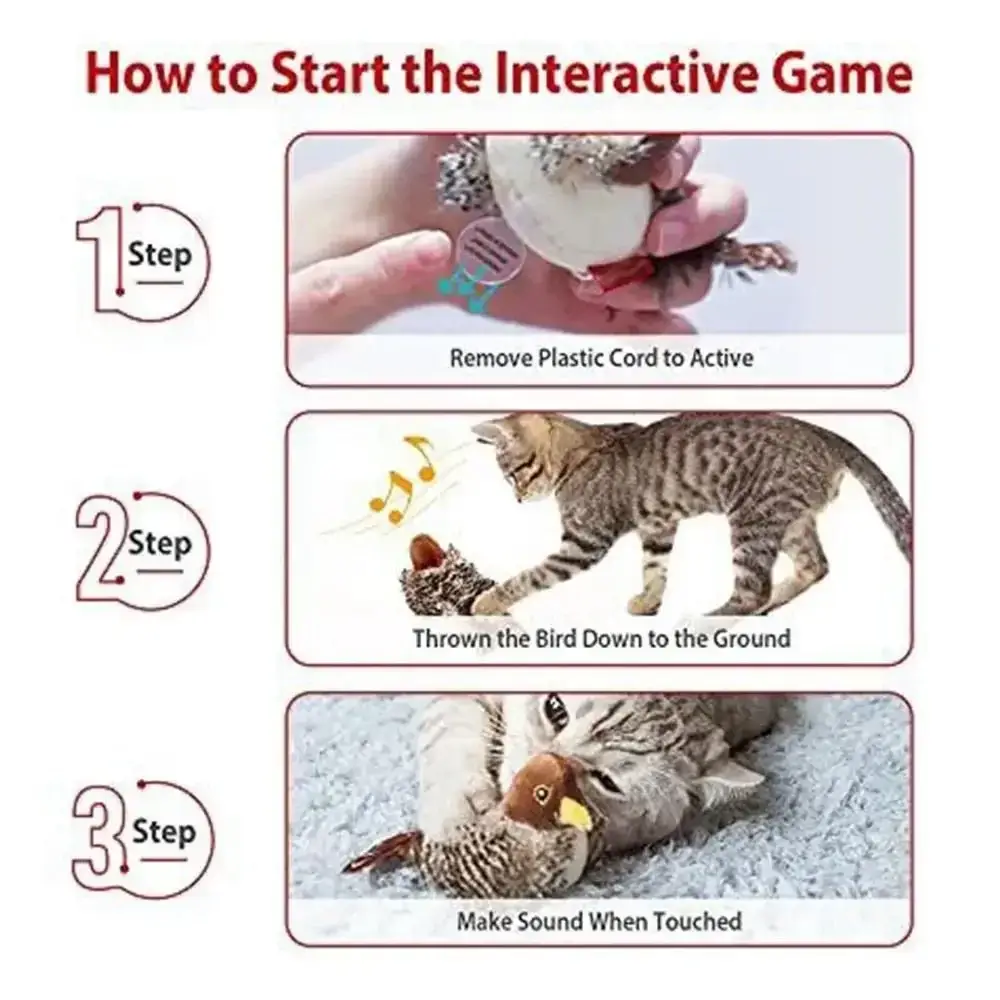 How to Start the Interactive Game
1 Step
Remove Plastic Cord to Active
2 Step
Thrown the Bird Down to the Ground
3 Step
Make Sound When Touched